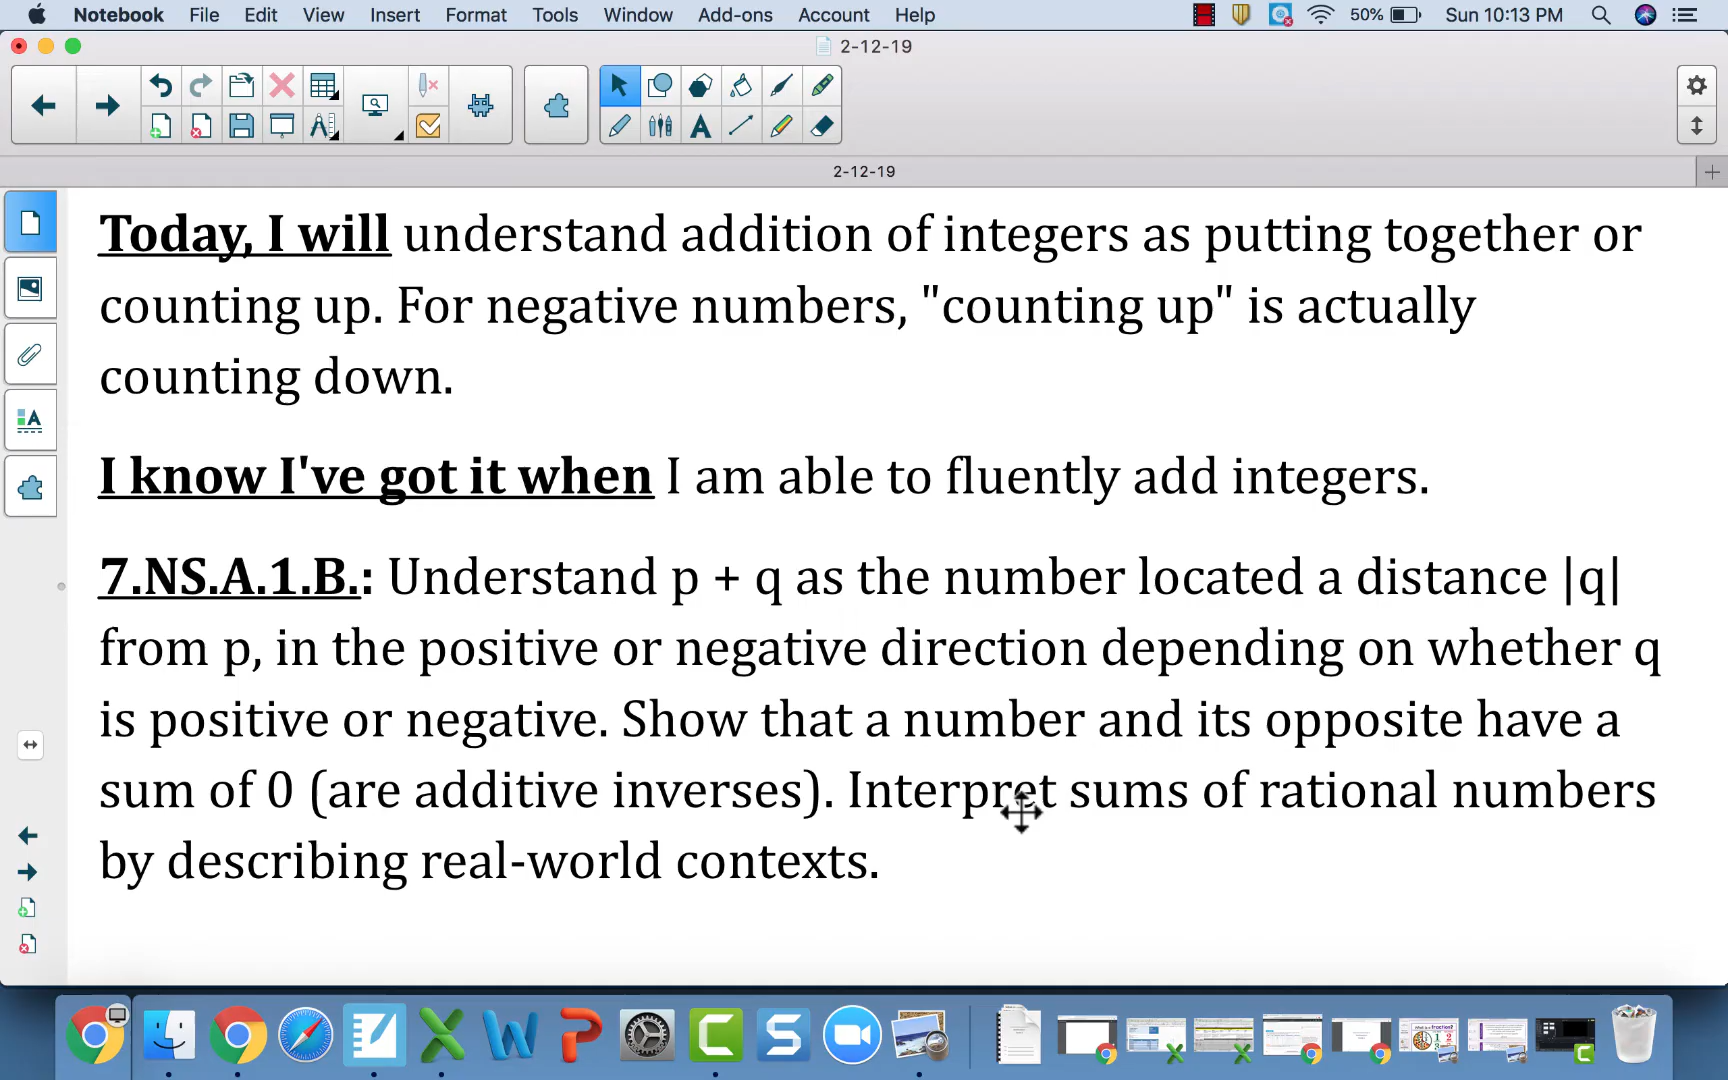 Notebook File Edit View Insert Format Tools Window Add-ons Account Help 50% Sun 10:13 PM
2-12-19
2-12-19
Today, I will understand addition of integers as putting together or
counting up. For negative numbers, "counting up" is actually
counting down.
I know I've got it when I am able to fluently add integers.
7.NS.A.1.B.: Understand p + q as the number located a distance |q|
from p, in the positive or negative direction depending on whether q
is positive or negative. Show that a number and its opposite have a
sum of 0 (are additive inverses). Interpret sums of rational numbers
by describing real-world contexts.